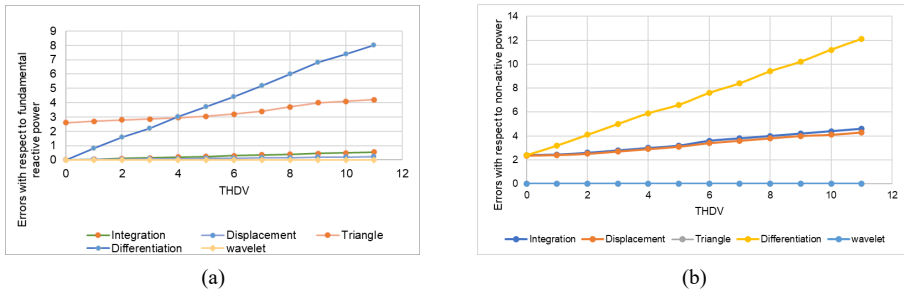 Errors with respect to fundamental
reactive power
9
8
7
6
5
4
3
2
1
0
0 2 4 6 8 10 12
THDV
Integration Displacement Triangle
Differentiation wavelet
(a)
Errors with respect to non-active power
14
12
10
8
6
4
2
0
0 2 4 6 8 10 12
THDV
Integration Displacement Triangle Differentiation wavelet
(b)